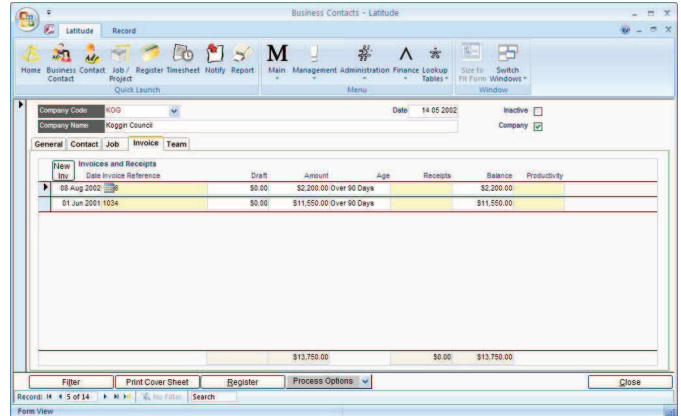 Business Contacts - Latitude
Latitude Record
Home Business Contact Contact Job / Project Register Timesheet Notify Report Main Management Administration Finance Lookup Tables Size to Fit Form Switch Windows
Quick Launch Menu Window
Company Code KOG Date 14 05 2002 Inactive
Company Name Koggin Council Company
General Contact Job Invoice Team
New Inv Invoices and Receipts
Date Invoice Reference Draft Amount Age Receipts Balance Productivity
08 Aug 2002 $0.00 $2,200.00 Over 90 Days $2,200.00
01 Jun 2001 1034 $0.00 $11,550.00 Over 90 Days $11,550.00
$13,750.00 $0.00 $13,750.00
Filter Print Cover Sheet Register Process Options Close
Record: 5 of 14 No Filter Search
Form View